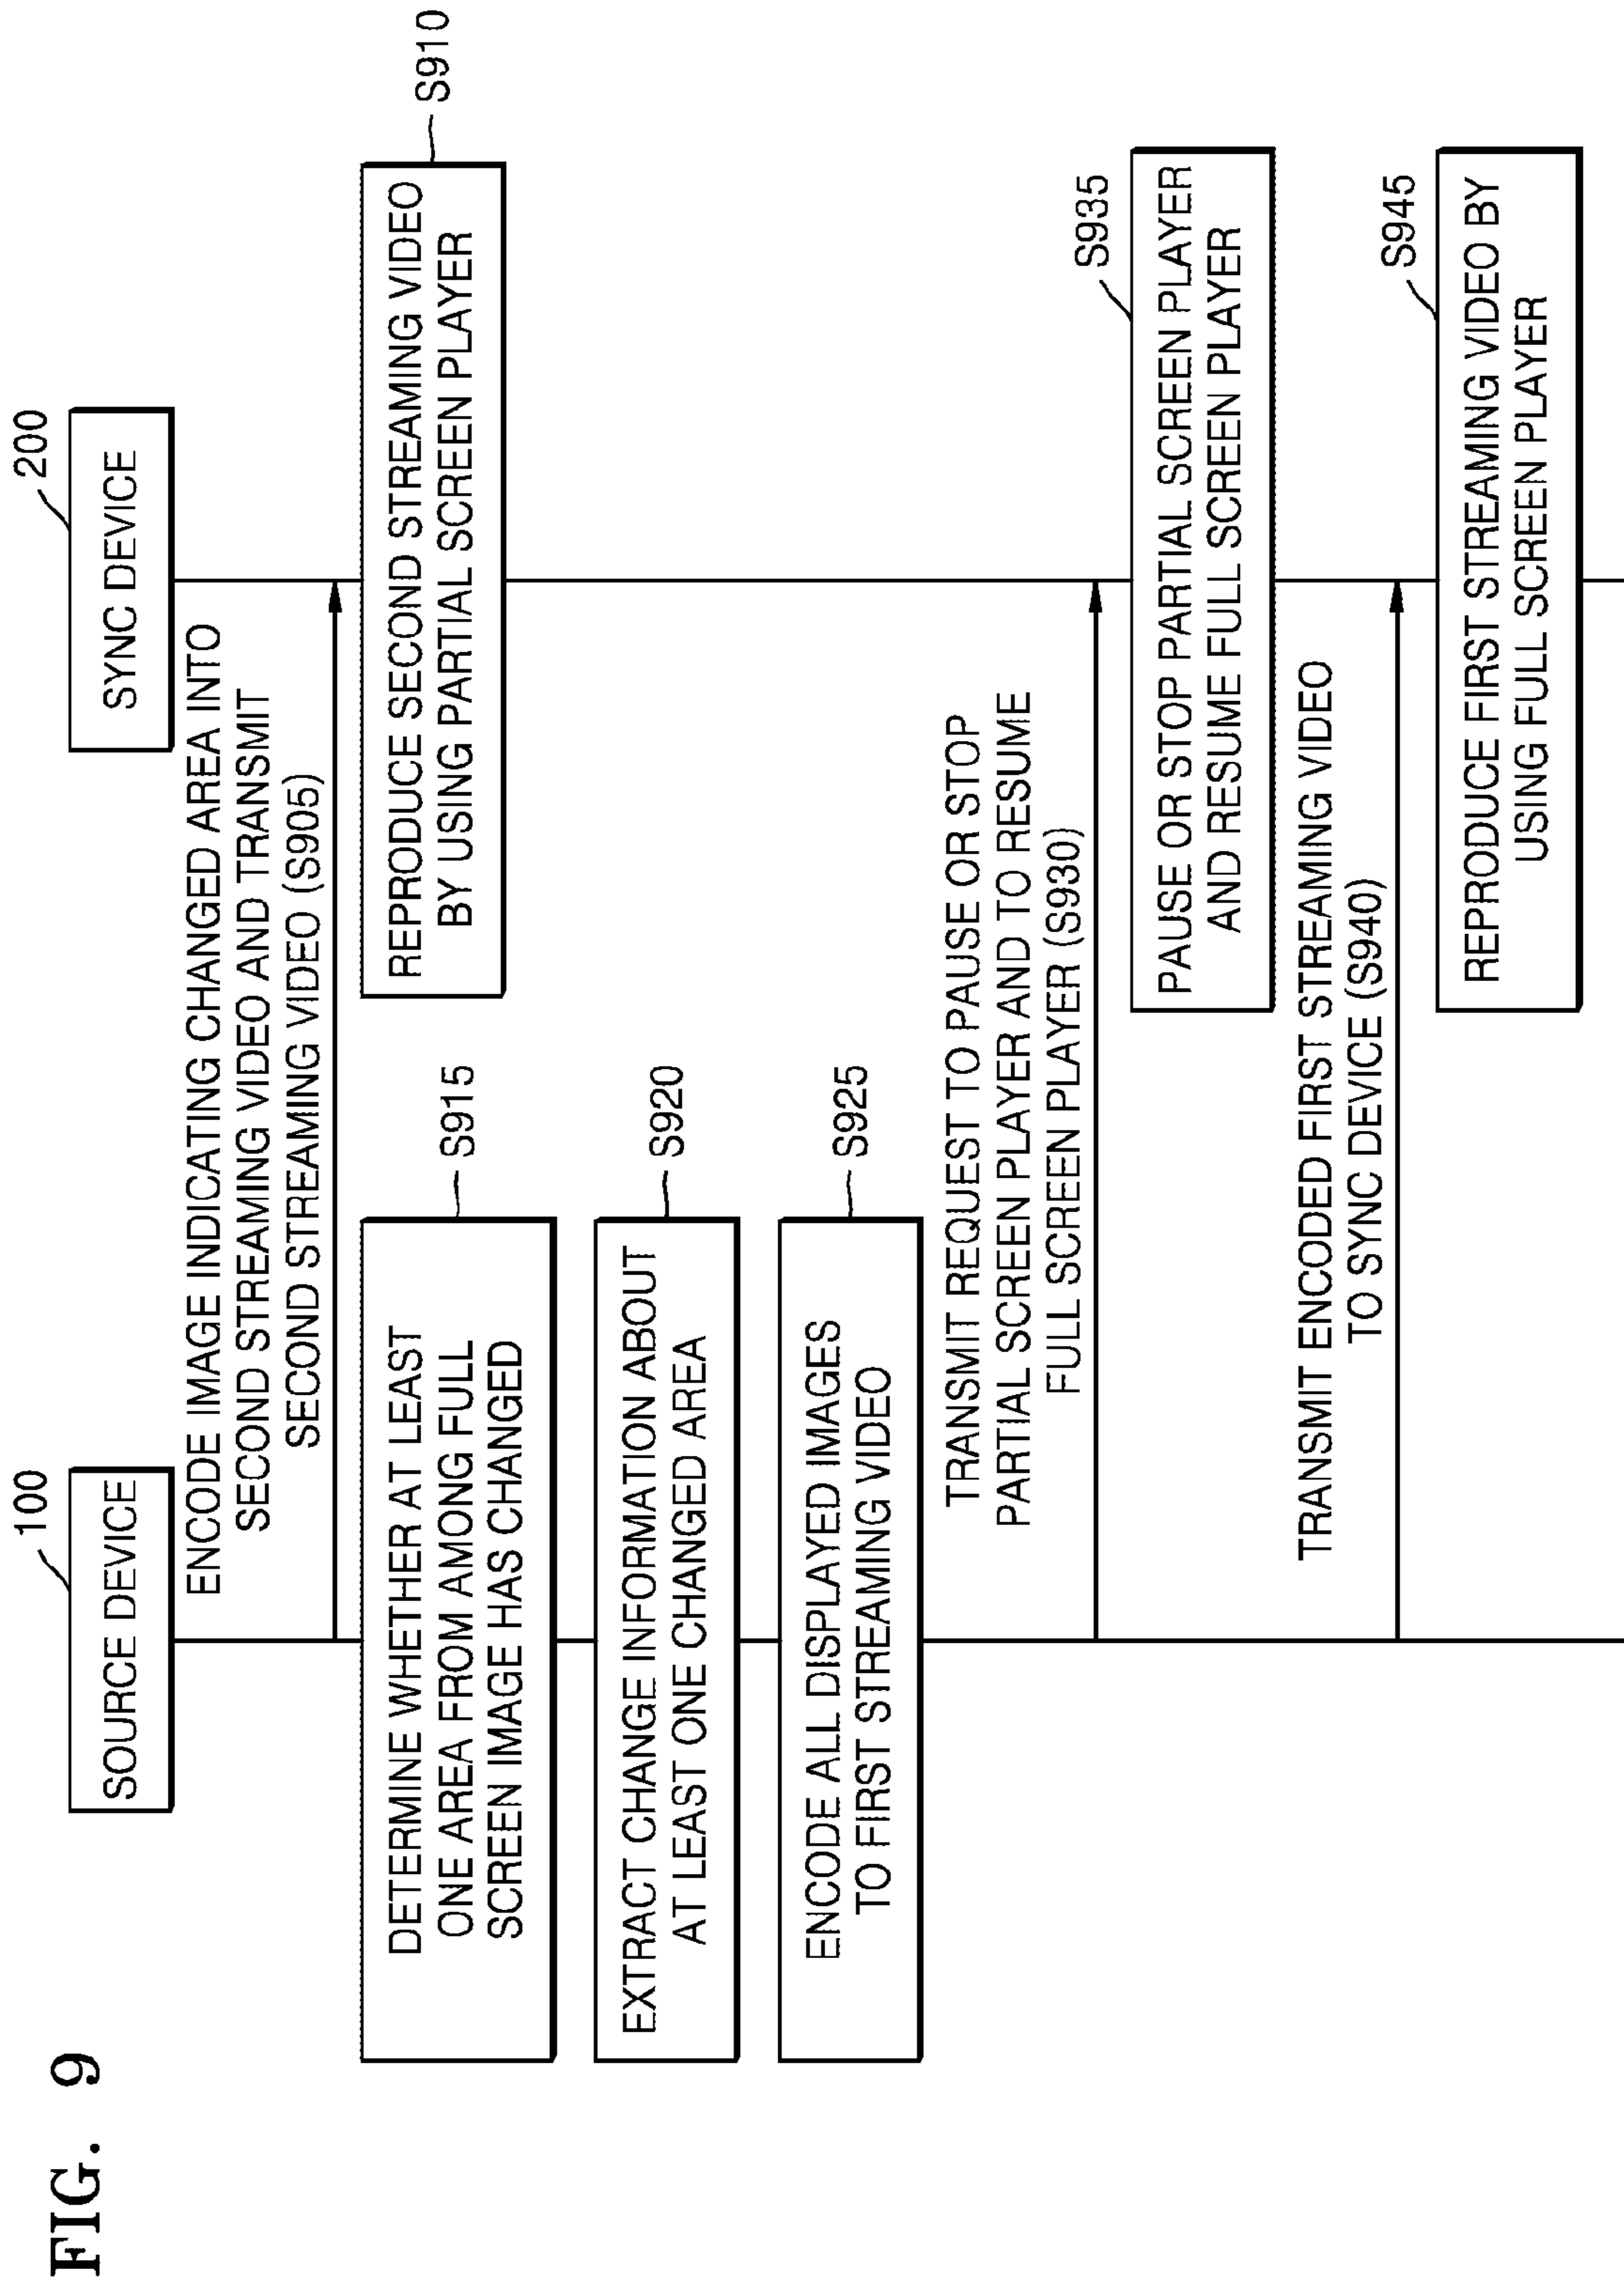 FIG. 9
100
SOURCE DEVICE
200
SYNC DEVICE
ENCODE IMAGE INDICATING CHANGED AREA INTO
SECOND STREAMING VIDEO AND TRANSMIT
SECOND STREAMING VIDEO (S905)
REPRODUCE SECOND STREAMING VIDEO
BY USING PARTIAL SCREEN PLAYER
S910
DETERMINE WHETHER AT LEAST
ONE AREA FROM AMONG FULL
SCREEN IMAGE HAS CHANGED
S915
EXTRACT CHANGE INFORMATION ABOUT
AT LEAST ONE CHANGED AREA
S920
ENCODE ALL DISPLAYED IMAGES
TO FIRST STREAMING VIDEO
S925
TRANSMIT REQUEST TO PAUSE OR STOP
PARTIAL SCREEN PLAYER AND TO RESUME
FULL SCREEN PLAYER (S930)
S935
PAUSE OR STOP PARTIAL SCREEN PLAYER
AND RESUME FULL SCREEN PLAYER
TRANSMIT ENCODED FIRST STREAMING VIDEO
TO SYNC DEVICE (S940)
S945
REPRODUCE FIRST STREAMING VIDEO BY
USING FULL SCREEN PLAYER